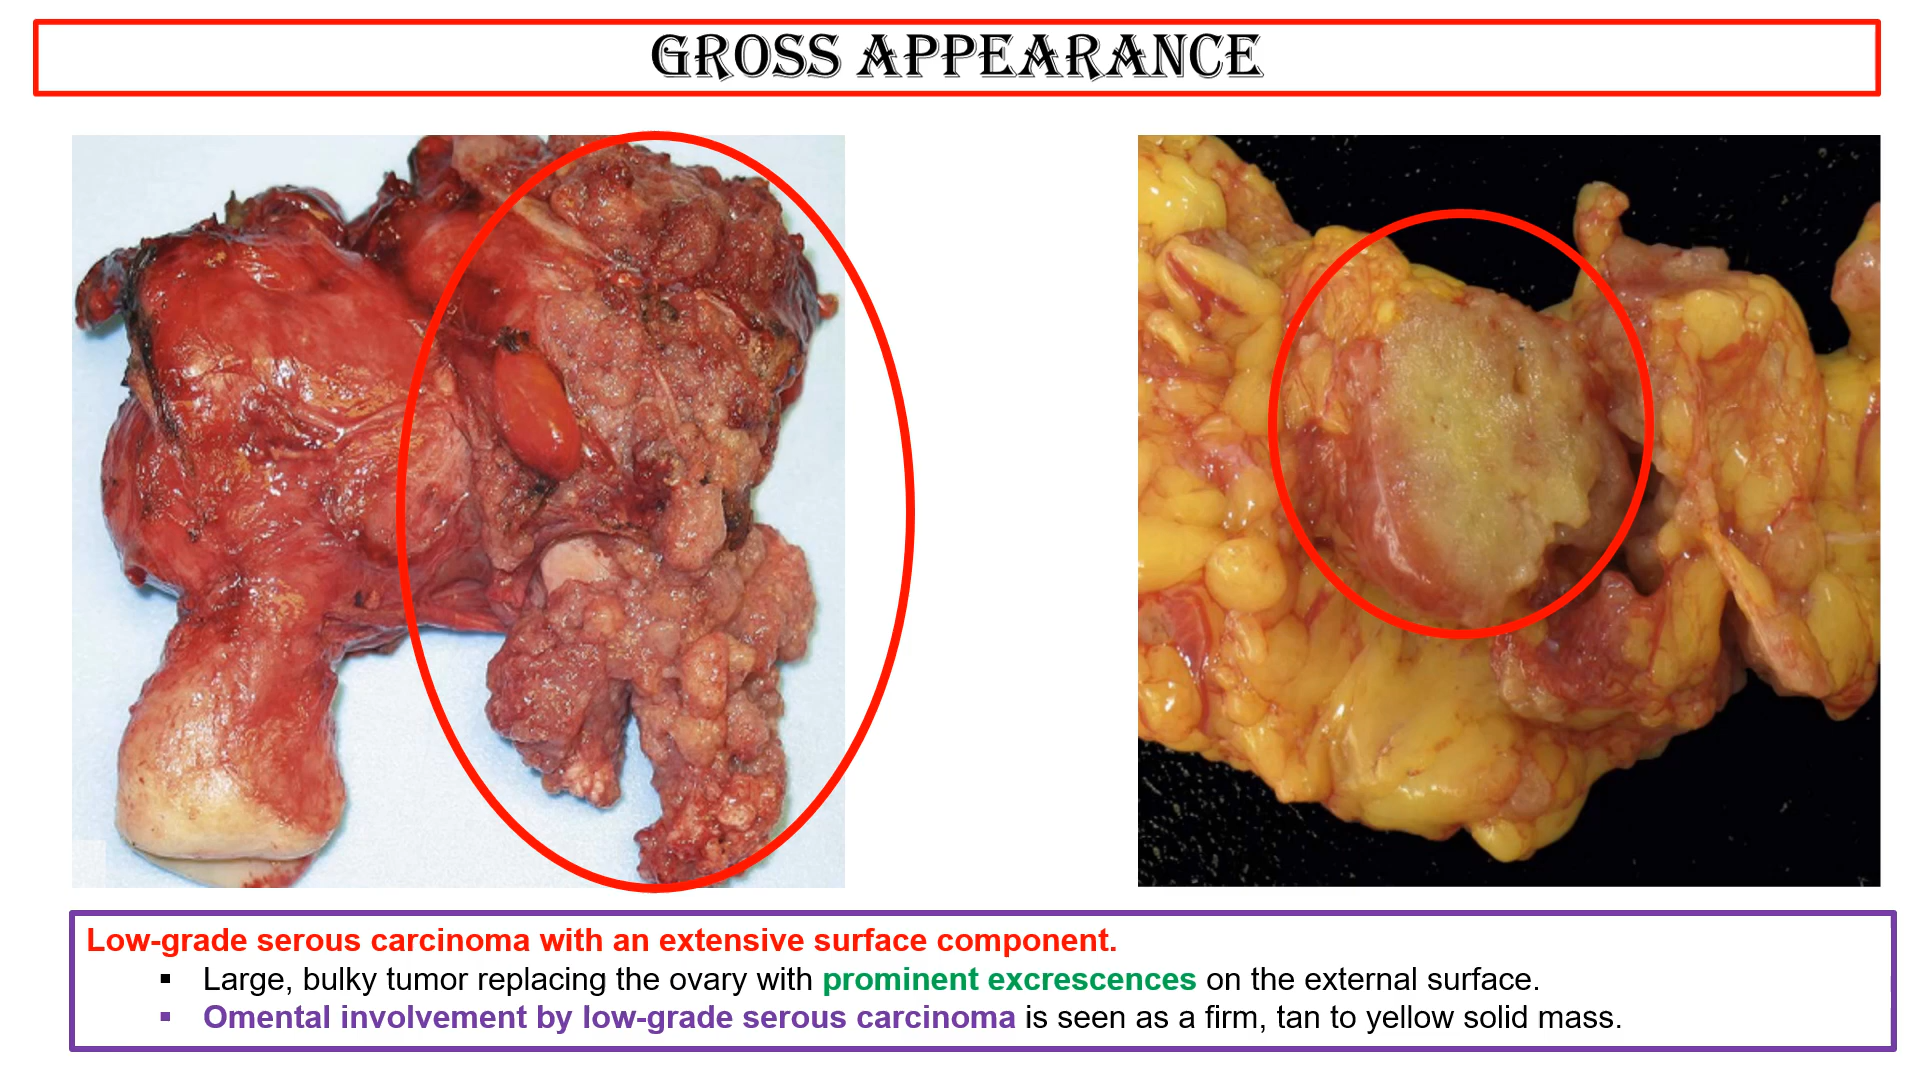 GROSS APPEARANCE
Low-grade serous carcinoma with an extensive surface component.
▪ Large, bulky tumor replacing the ovary with prominent excrescences on the external surface.
▪ Omental involvement by low-grade serous carcinoma is seen as a firm, tan to yellow solid mass.